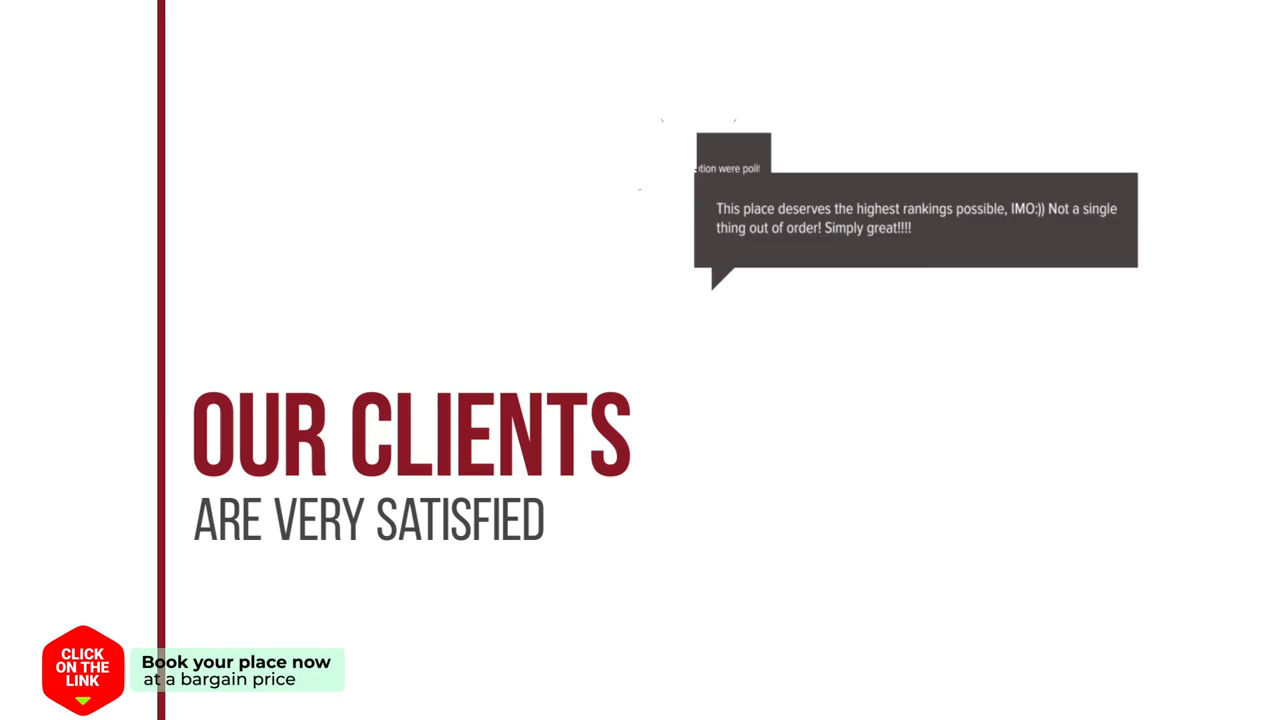 were
This place deserves the highest rankings possible, IMO:)) Not a single
thing out of order! Simply great!!!!
OUR CLIENTS
ARE VERY SATISFIED
CLICK
ON THE
LINK
Book your place now
at a bargain price